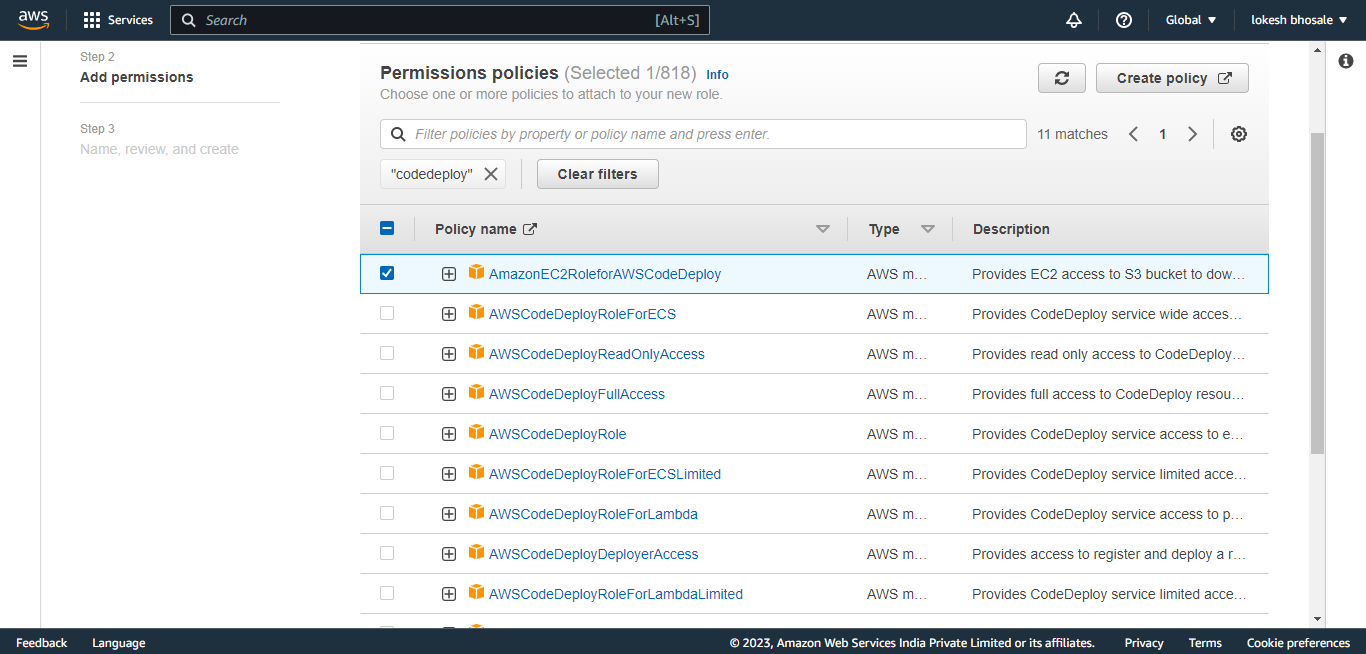 aws Services Search [Alt+S] Global lokesh bhosale
Step 2
Add permissions
Step 3
Name, review, and create
Permissions policies (Selected 1/818) Info
Choose one or more policies to attach to your new role.
Create policy
Filter policies by property or policy name and press enter.
11 matches 1
"codedeploy" Clear filters
Policy name Type Description
AmazonEC2RoleforAWSCodeDeploy AWS m... Provides EC2 access to S3 bucket to dow...
AWSCodeDeployRoleForECS AWS m... Provides CodeDeploy service wide acces...
AWSCodeDeployReadOnlyAccess AWS m... Provides read only access to CodeDeploy...
AWSCodeDeployFullAccess AWS m... Provides full access to CodeDeploy resou...
AWSCodeDeployRole AWS m... Provides CodeDeploy service access to e...
AWSCodeDeployRoleForECSLimited AWS m... Provides CodeDeploy service limited acce...
AWSCodeDeployRoleForLambda AWS m... Provides CodeDeploy service access to p...
AWSCodeDeployDeployerAccess AWS m... Provides access to register and deploy a r...
AWSCodeDeployRoleForLambdaLimited AWS m... Provides CodeDeploy service limited acce...
Feedback Language © 2023, Amazon Web Services India Private Limited or its affiliates. Privacy Terms Cookie preferences